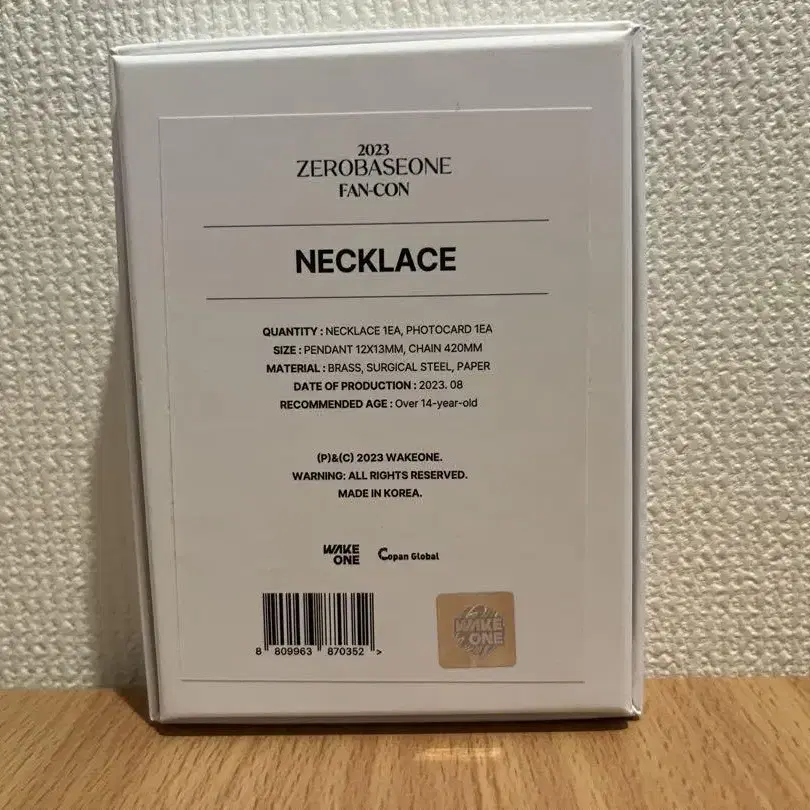 2023
ZEROBASEONE
FAN-CON
NECKLACE
QUANTITY : NECKLACE 1EA, PHOTOCARD 1EA
SIZE : PENDANT 12X13MM, CHAIN 420MM
MATERIAL : BRASS, SURGICAL STEEL, PAPER
DATE OF PRODUCTION : 2023. 08
RECOMMENDED AGE : Over 14-year-old
(P)&(C) 2023 WAKEONE.
WARNING: ALL RIGHTS RESERVED.
MADE IN KOREA.
WAKE
ONE
Copan Global
8 809963 870352 >
WAKE
ONE